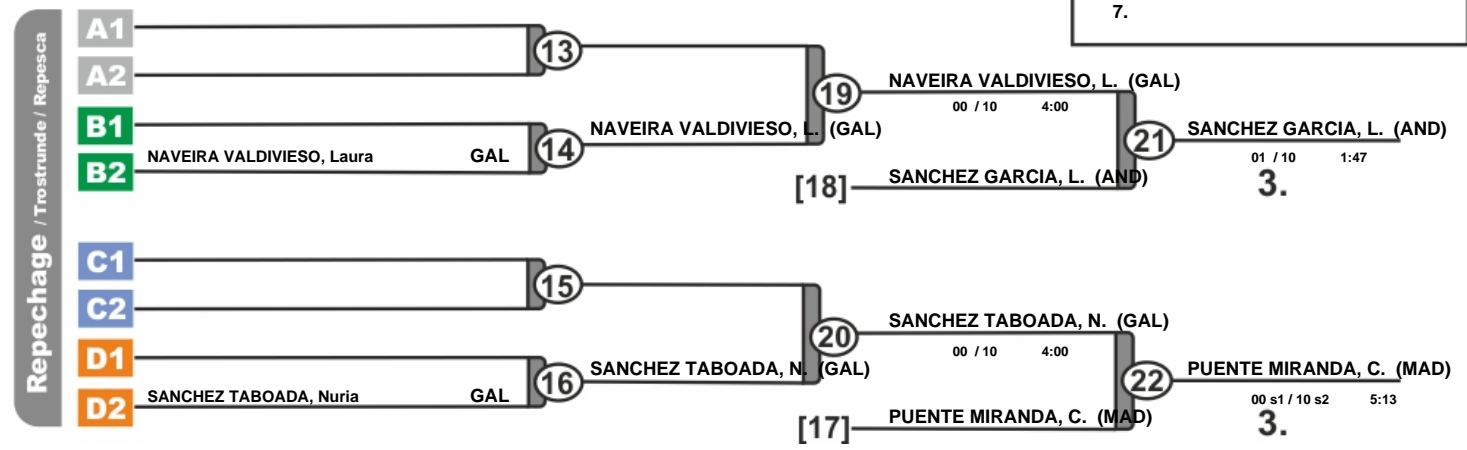 7.
Repechage / Trostrunde / Repesca
A1
13
A2
19
NAVEIRA VALDIVIESO, L. (GAL)
00 / 10 4:00
B1
NAVEIRA VALDIVIESO, L. (GAL)
14
B2
NAVEIRA VALDIVIESO, Laura GAL
21
SANCHEZ GARCIA, L. (AND)
01 / 10 1:47
3.
[18]
SANCHEZ GARCIA, L. (AND)
C1
15
C2
20
SANCHEZ TABOADA, N. (GAL)
00 / 10 4:00
D1
SANCHEZ TABOADA, N. (GAL)
16
D2
SANCHEZ TABOADA, Nuria GAL
22
PUENTE MIRANDA, C. (MAD)
00 s1 / 10 s2 5:13
3.
[17]
PUENTE MIRANDA, C. (MAD)